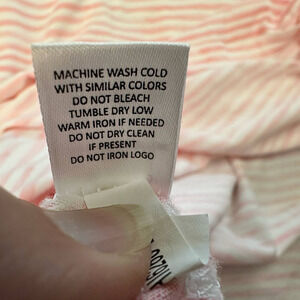 MACHINE WASH COLD
WITH SIMILAR COLORS
DO NOT BLEACH
TUMBLE DRY LOW
WARM IRON IF NEEDED
DO NOT DRY CLEAN
IF PRESENT
DO NOT IRON LOGO